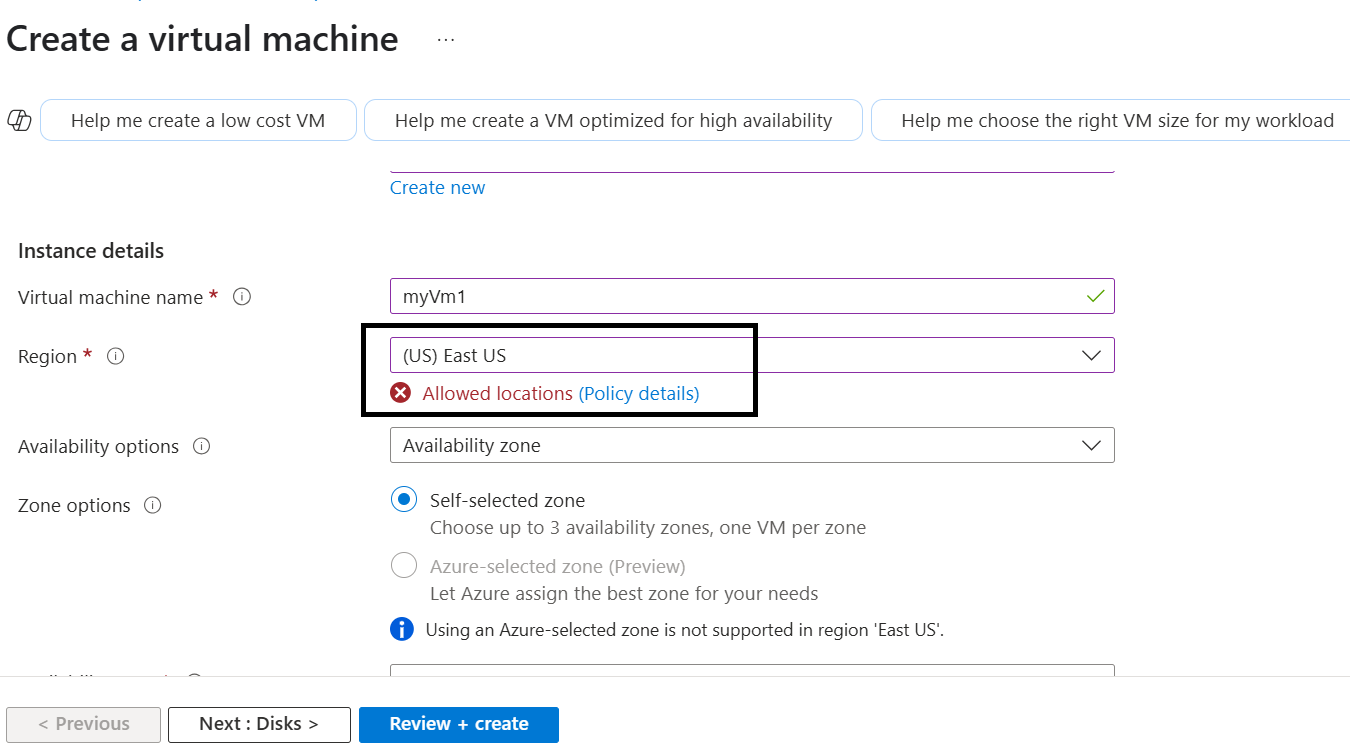 Create a virtual machine ...
Help me create a low cost VM
Help me create a VM optimized for high availability
Help me choose the right VM size for my workload
Create new
Instance details
Virtual machine name * myVm1
Region * (US) East US
Allowed locations (Policy details)
Availability options Availability zone
Zone options Self-selected zone
Choose up to 3 availability zones, one VM per zone
Azure-selected zone (Preview)
Let Azure assign the best zone for your needs
Using an Azure-selected zone is not supported in region 'East US'.
< Previous
Next : Disks >
Review + create